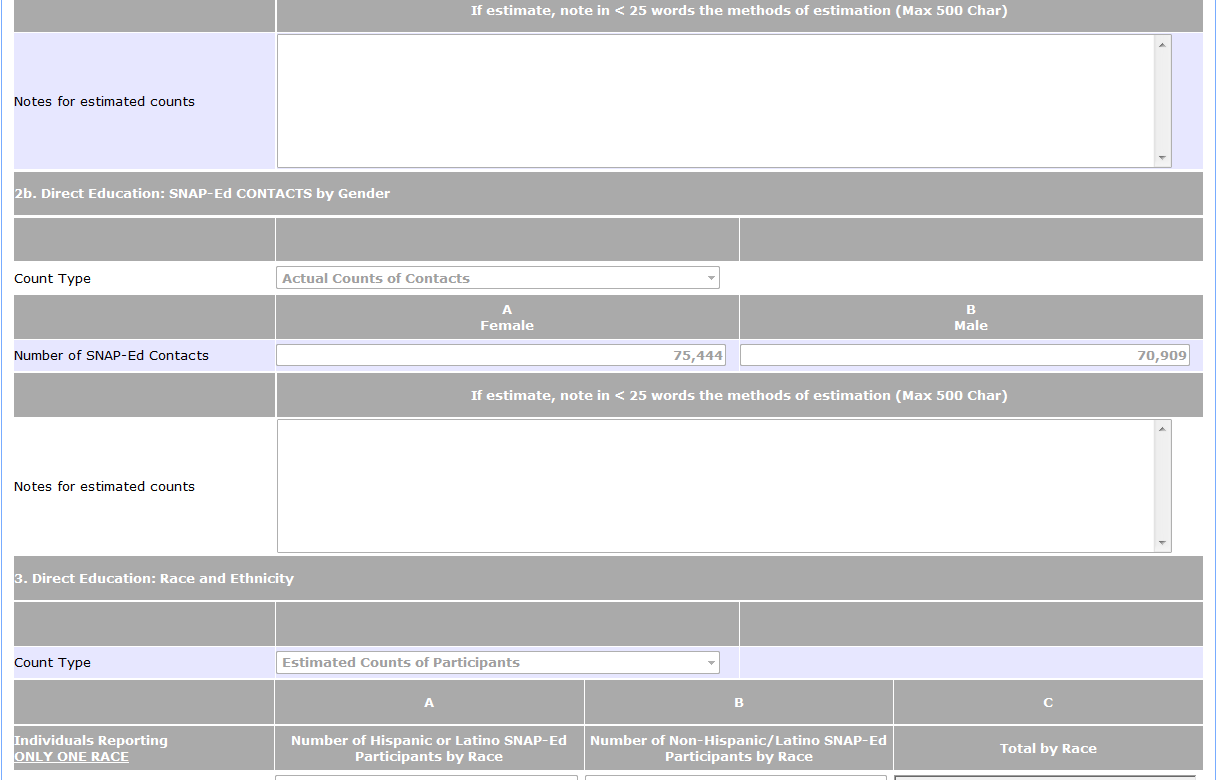 If estimate, note in < 25 words the methods of estimation (Max 500 Char)
Notes for estimated counts
2b. Direct Education: SNAP-Ed CONTACTS by Gender
Count Type
Actual Counts of Contacts
A
Female
B
Male
Number of SNAP-Ed Contacts
75,444
70,909
If estimate, note in < 25 words the methods of estimation (Max 500 Char)
Notes for estimated counts
3. Direct Education: Race and Ethnicity
Count Type
Estimated Counts of Participants
A
B
C
Individuals Reporting
ONLY ONE RACE
Number of Hispanic or Latino SNAP-Ed
Participants by Race
Number of Non-Hispanic/Latino SNAP-Ed
Participants by Race
Total by Race